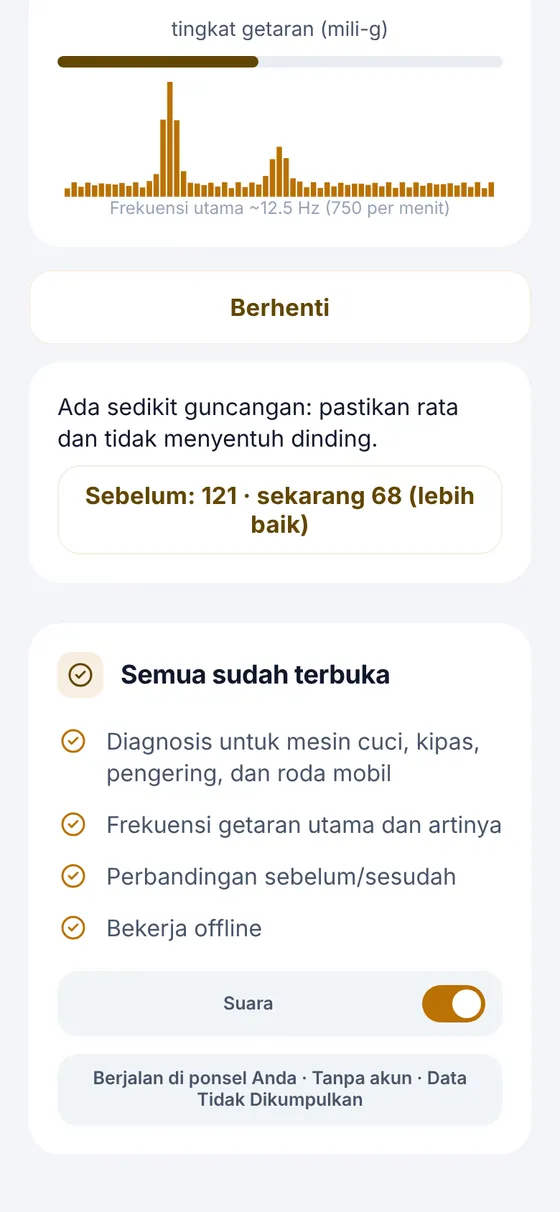 tingkat getaran (mili-g)
Frekuensi utama ~12.5 Hz (750 per menit)
Berhenti
Ada sedikit guncangan: pastikan rata
dan tidak menyentuh dinding.
Sebelum: 121 · sekarang 68 (lebih
baik)
Semua sudah terbuka
Diagnosis untuk mesin cuci, kipas,
pengering, dan roda mobil
Frekuensi getaran utama dan artinya
Perbandingan sebelum/sesudah
Bekerja offline
Suara
Berjalan di ponsel Anda · Tanpa akun · Data
Tidak Dikumpulkan